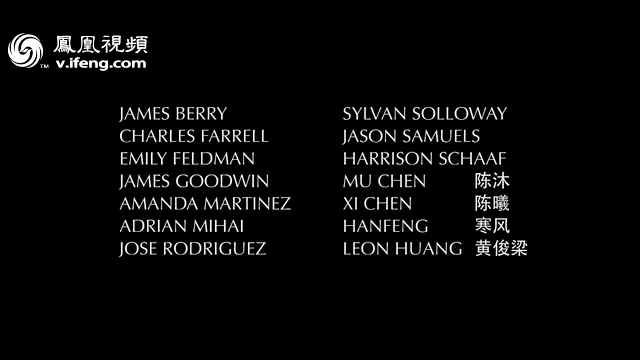 鳳凰視頻
v.ifeng.com
TM
JAMES BERRY
CHARLES FARRELL
EMILY FELDMAN
JAMES GOODWIN
AMANDA MARTINEZ
ADRIAN MIHAI
JOSE RODRIGUEZ
SYLVAN SOLLOWAY
JASON SAMUELS
HARRISON SCHAAF
MU CHEN 陈沐
XI CHEN 陈曦
HANFENG 寒风
LEON HUANG 黄俊梁